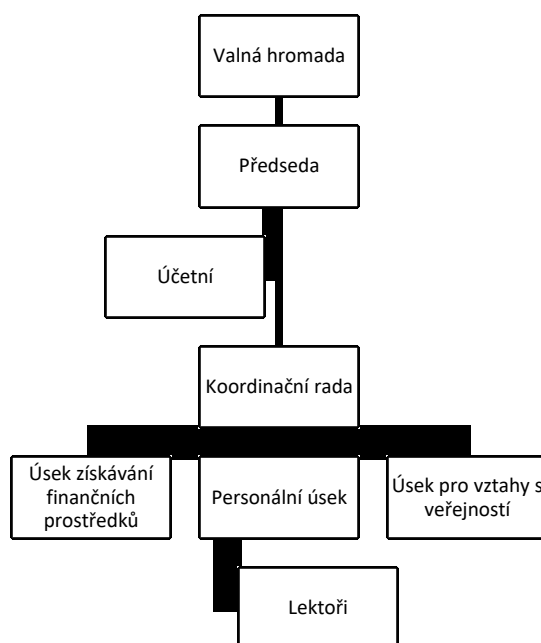 Valná hromada
Předseda
Účetní
Koordinační rada
Úsek získávání
finančních
prostředků
Personální úsek
Úsek pro vztahy s
veřejností
Lektoři